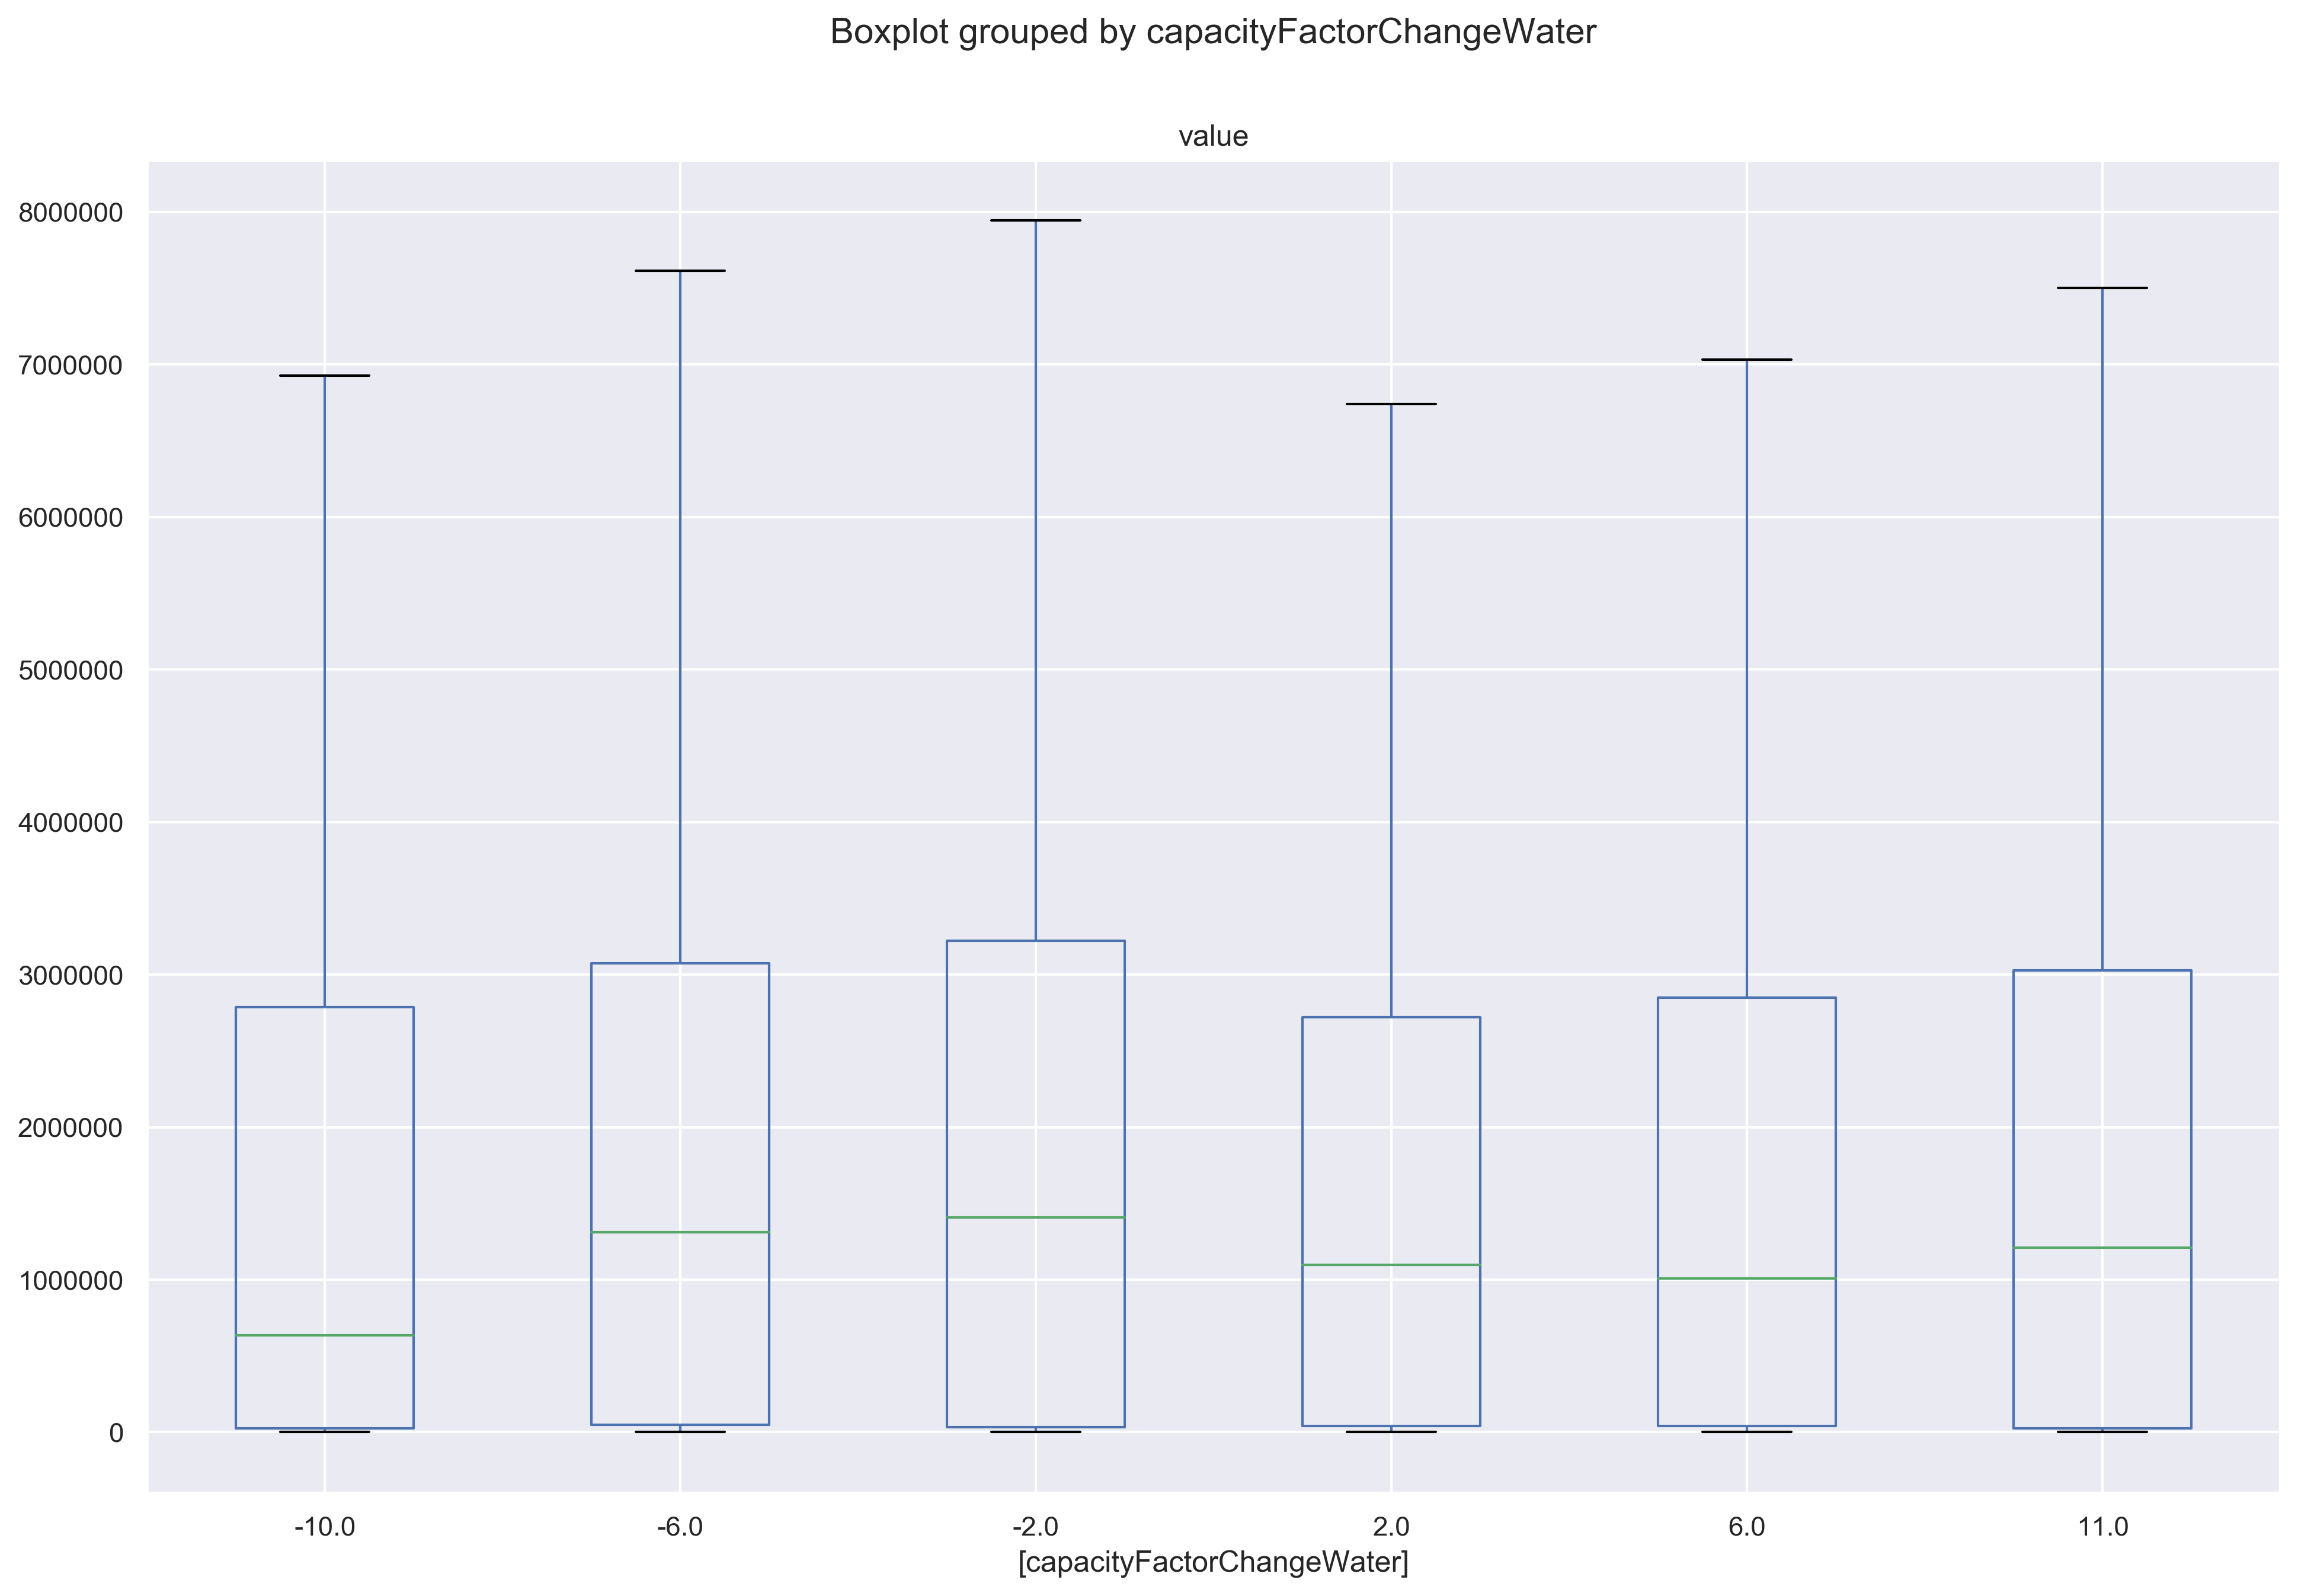 Boxplot grouped by capacityFactorChangeWater
value
8000000
7000000
6000000
5000000
4000000
3000000
2000000
1000000
0
-10.0 -6.0 -2.0 2.0 6.0 11.0
[capacityFactorChangeWater]